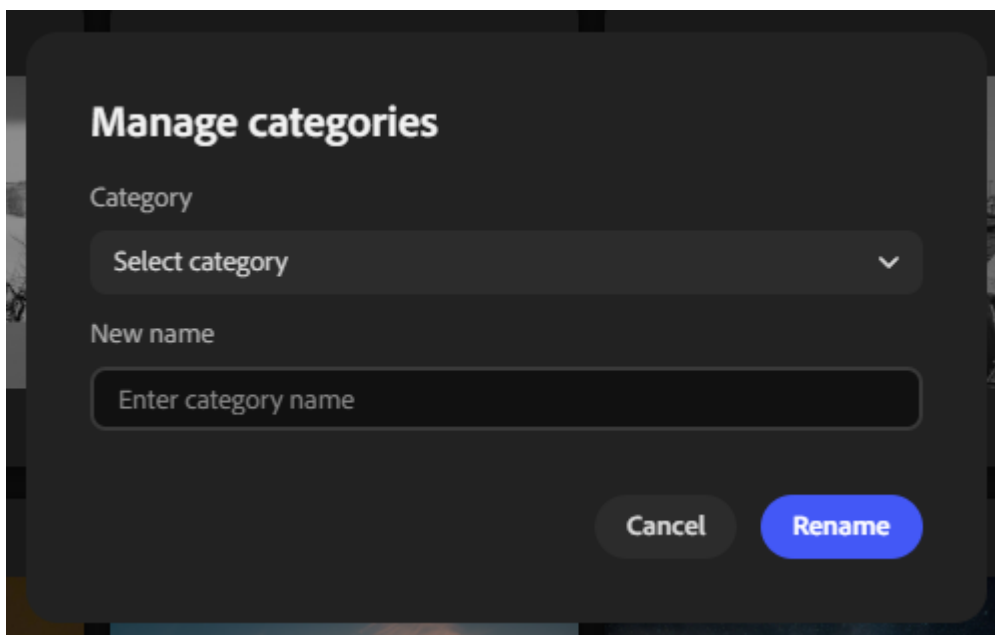 Manage categories
Category
Select category
New name
Enter category name
Cancel Rename